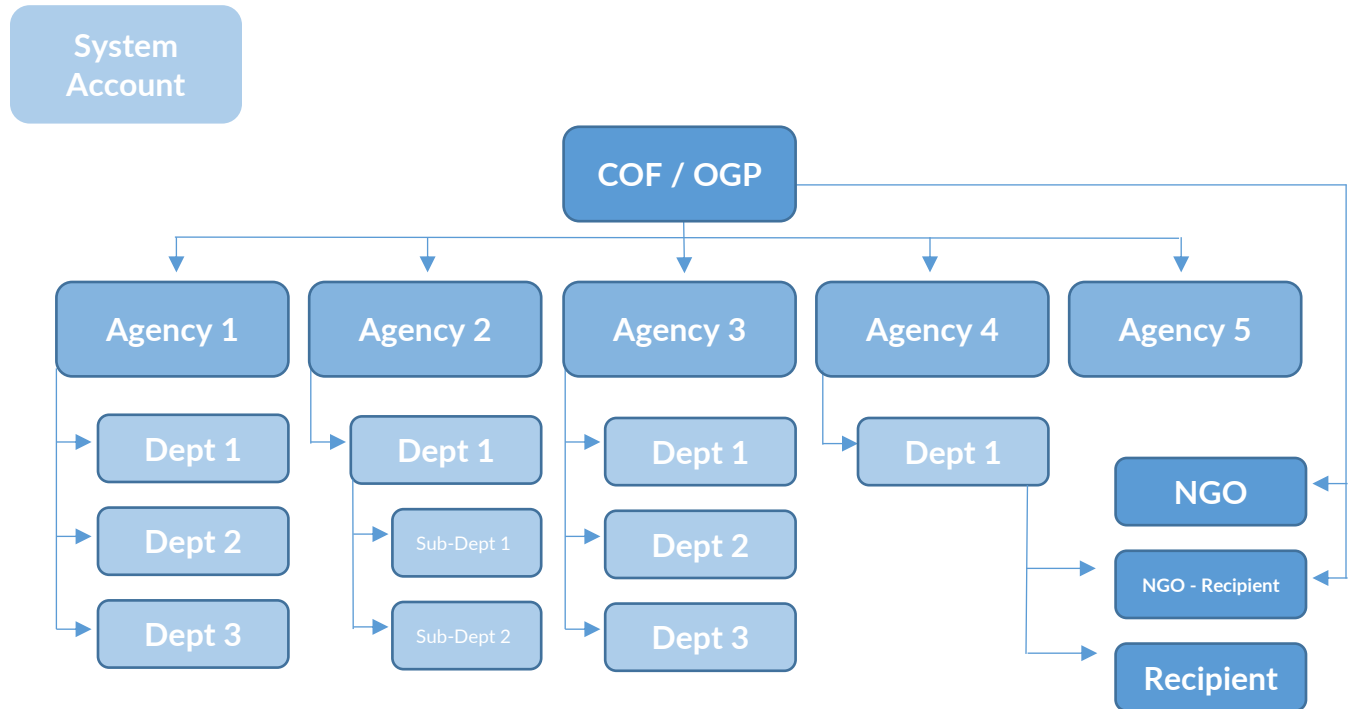 System
Account
COF / OGP
Agency 1
Agency 2
Agency 3
Agency 4
Agency 5
Dept 1
Dept 2
Dept 3
Dept 1
Sub-Dept 1
Sub-Dept 2
Dept 1
Dept 2
Dept 3
Dept 1
NGO
NGO - Recipient
Recipient